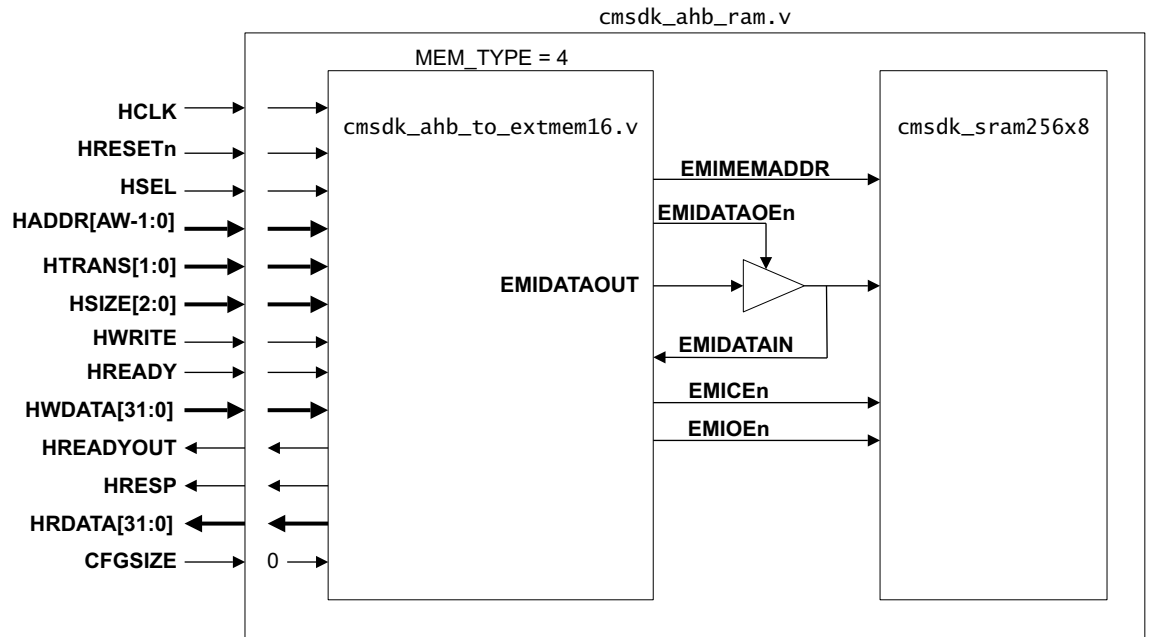 cmsdk_ahb_ram.v
MEM_TYPE = 4
cmsdk_ahb_to_extmem16.v
cmsdk_sram256x8
HCLK
HRESETn
HSEL
HADDR[AW-1:0]
HTRANS[1:0]
HSIZE[2:0]
HWRITE
HREADY
HWDATA[31:0]
HREADYOUT
HRESP
HRDATA[31:0]
CFGSIZE
0
EMIMEMADDR
EMIDATAOEn
EMIDATAOUT
EMIDATAIN
EMICEn
EMIOEn